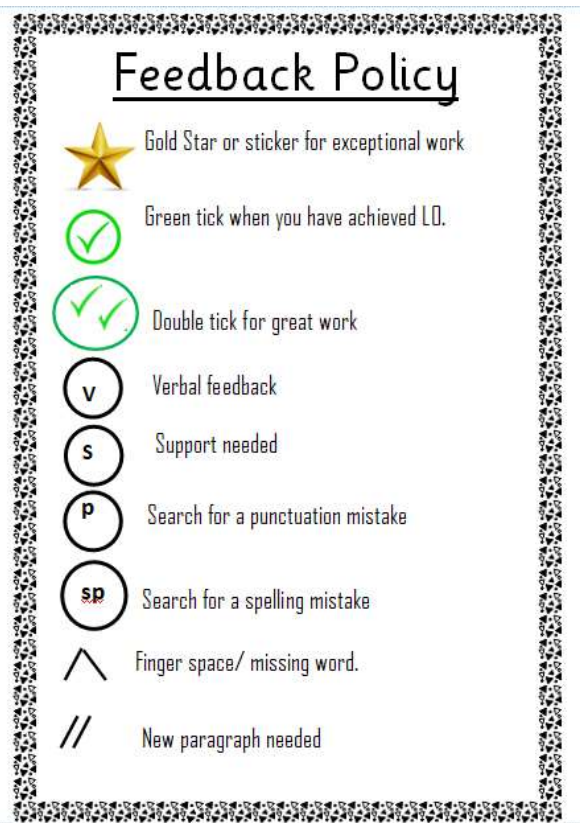 Feedback Policy
Gold Star or sticker for exceptional work
Green tick when you have achieved LO.
Double tick for great work
v Verbal feedback
s Support needed
p Search for a punctuation mistake
sp Search for a spelling mistake
Finger space/ missing word.
// New paragraph needed